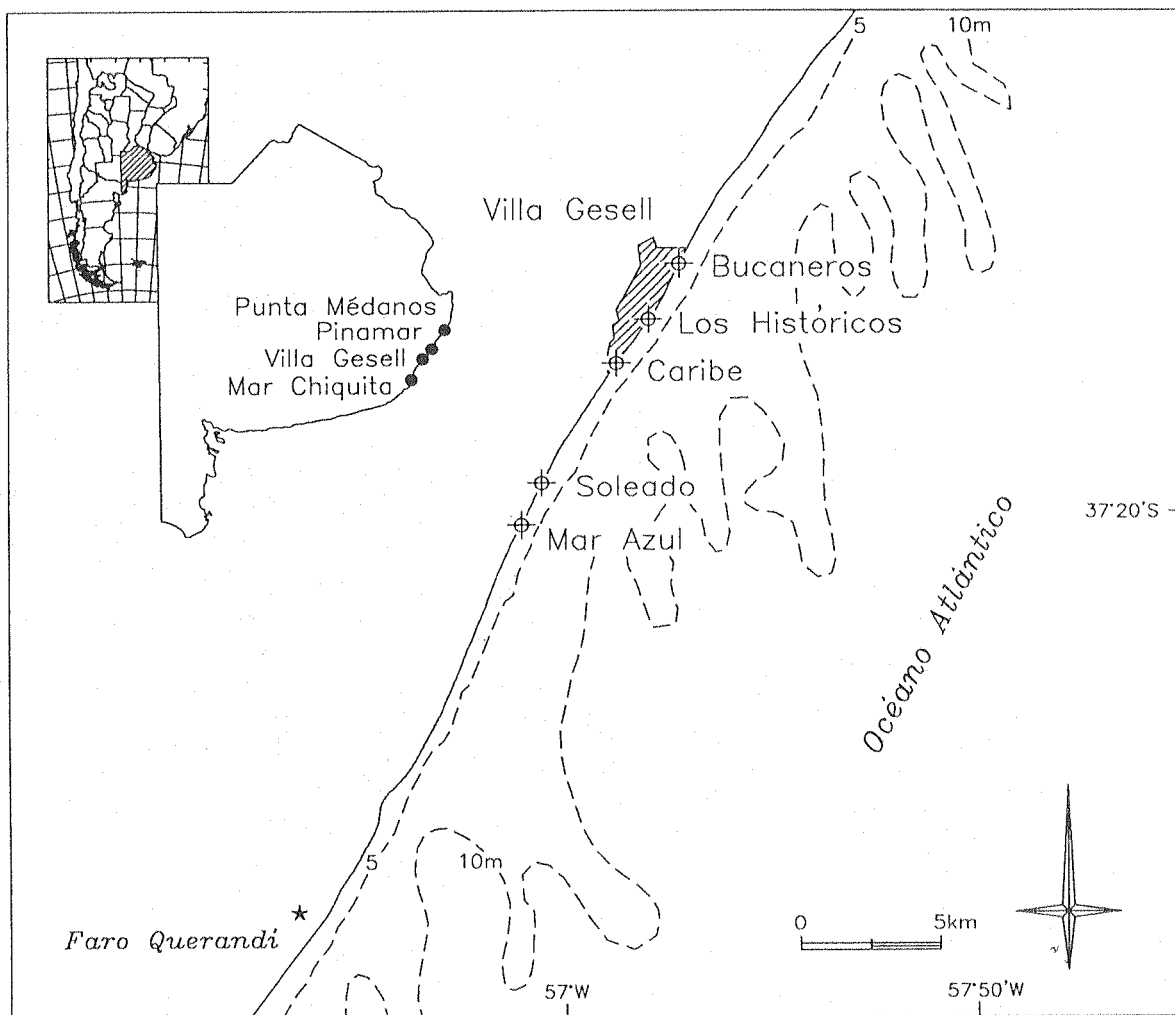 5
10m
Villa Gesell
Bucaneros
Punta Médanos
Pinamar
Los Históricos
Villa Gesell
Caribe
Mar Chiquita
Soleado
37°20'S
Mar Azul
Océano Atlántico
5
10m
0
5km
Faro Querandí
57°W
57°50'W